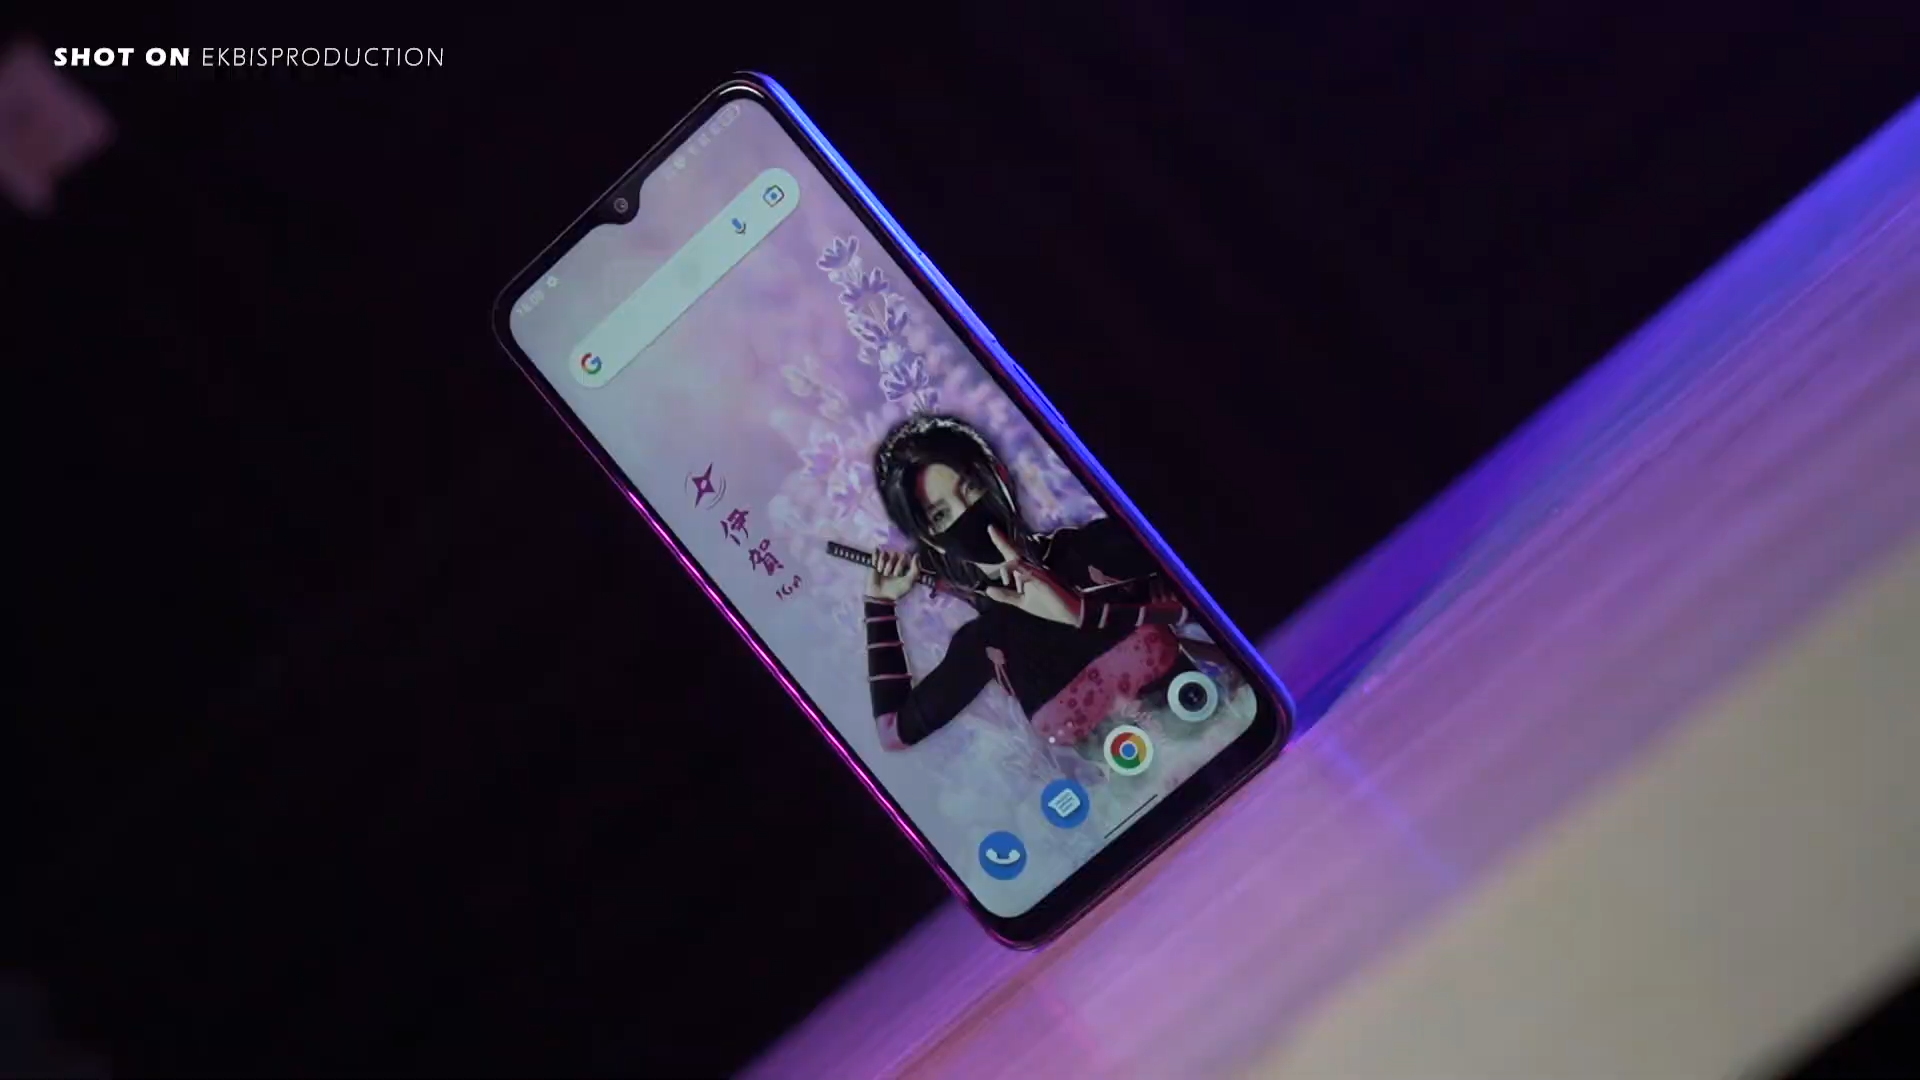 SHOT ON EKBISPRODUCTION
伊
賀
IGA